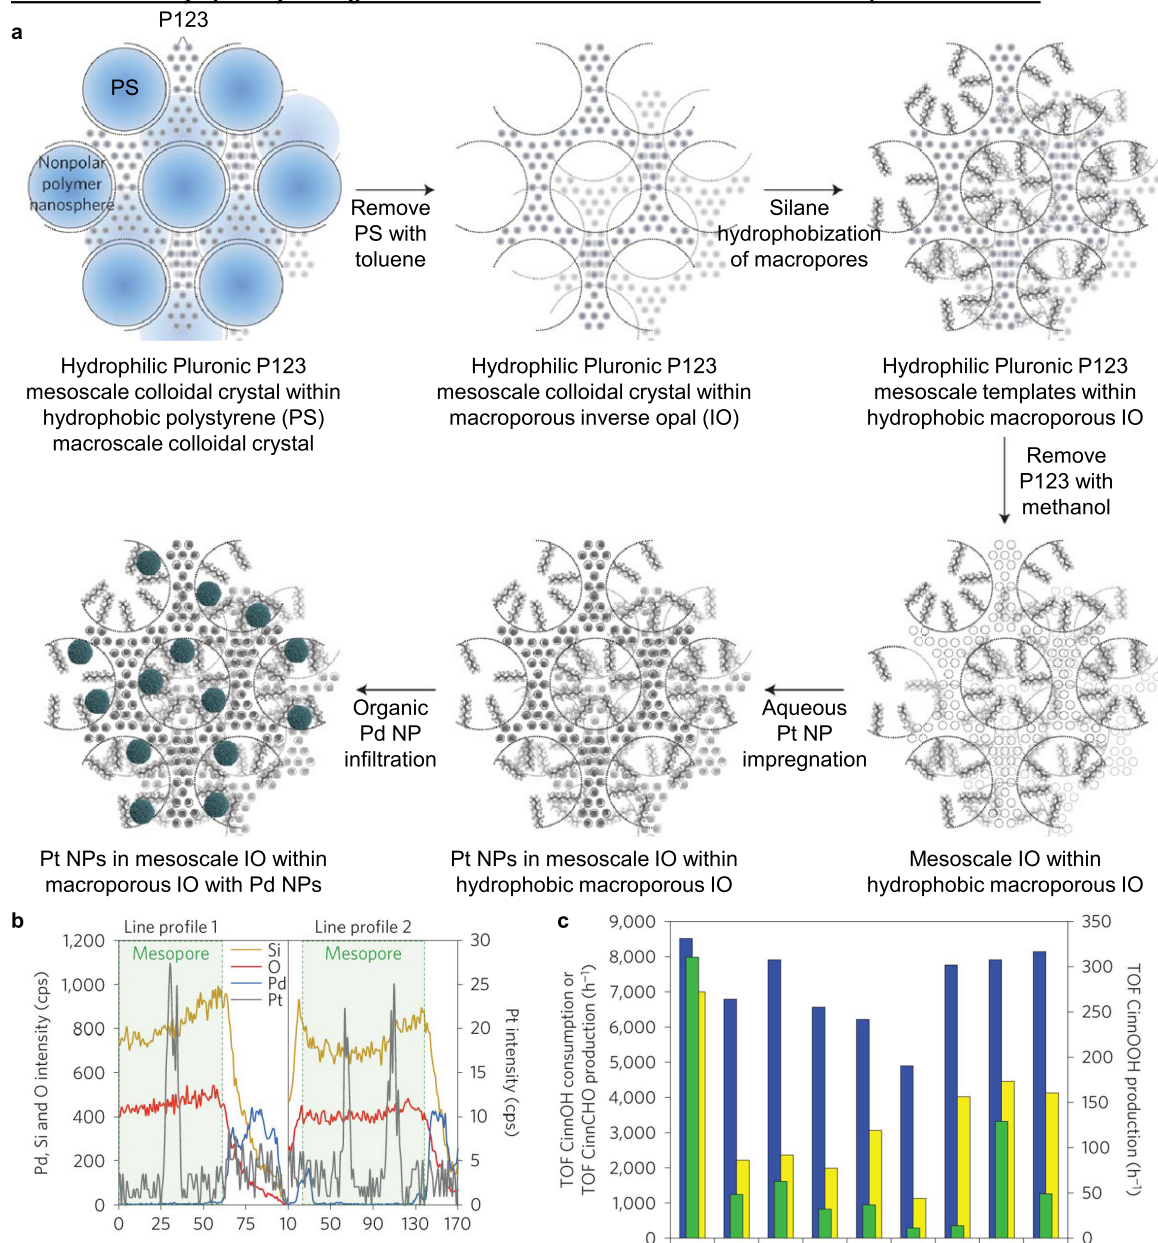 a
P123
PS
Nonpolar
polymer
nanosphere
Remove
PS with
toluene
Silane
hydrophobization
of macropores
Hydrophilic Pluronic P123
mesoscale colloidal crystal within
hydrophobic polystyrene (PS)
macroscale colloidal crystal
Hydrophilic Pluronic P123
mesoscale colloidal crystal within
macroporous inverse opal (IO)
Hydrophilic Pluronic P123
mesoscale templates within
hydrophobic macroporous IO
Remove
P123 with
methanol
Organic
Pd NP
infiltration
Aqueous
Pt NP
impregnation
Pt NPs in mesoscale IO within
macroporous IO with Pd NPs
Pt NPs in mesoscale IO within
hydrophobic macroporous IO
Mesoscale IO within
hydrophobic macroporous IO
b
Line profile 1
Line profile 2
Mesopore
Mesopore
Si
O
Pd
Pt
Pd, Si and O intensity (cps)
1,200
1,000
800
600
400
200
0
30
25
20
15
10
5
0
Pt intensity
(cps)
0 25 50 75 10 50 90 130 170
c
TOF CinnOH consumption or
TOF CinnCHO production (h⁻¹)
9,000
8,000
7,000
6,000
5,000
4,000
3,000
2,000
1,000
0
350
300
250
200
150
100
50
0
TOF CinnOOH production (h⁻¹)